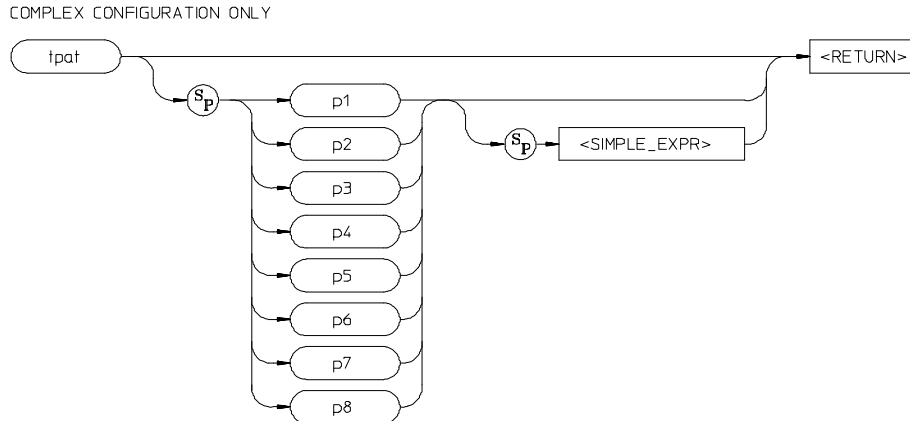 COMPLEX CONFIGURATION ONLY
tpat
<RETURN>
SP
p1
p2
SP
<SIMPLE_EXPR>
p3
p4
p5
p6
p7
p8